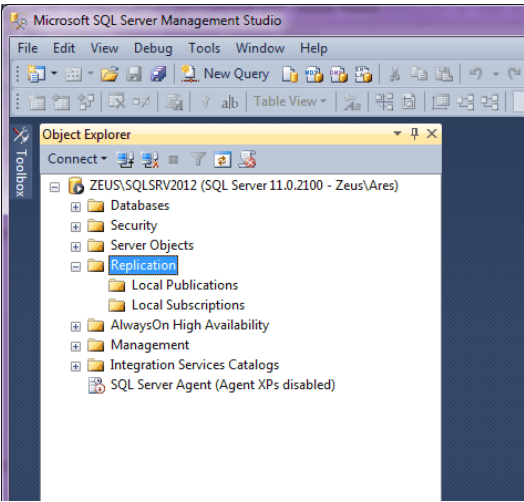 Microsoft SQL Server Management Studio
File Edit View Debug Tools Window Help
New Query
Table View
Object Explorer
Toolbox
Connect
ZEUS\SQLSRV2012 (SQL Server 11.0.2100 - Zeus\Ares)
Databases
Security
Server Objects
Replication
Local Publications
Local Subscriptions
AlwaysOn High Availability
Management
Integration Services Catalogs
SQL Server Agent (Agent XPs disabled)